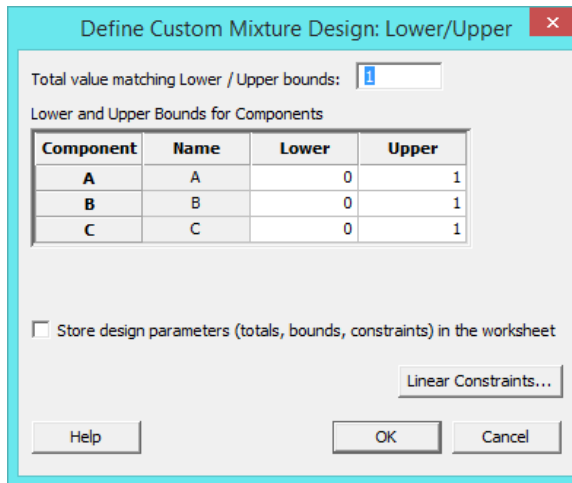 Define Custom Mixture Design: Lower/Upper
Total value matching Lower / Upper bounds: 1
Lower and Upper Bounds for Components
Component Name Lower Upper
A A 0 1
B B 0 1
C C 0 1
Store design parameters (totals, bounds, constraints) in the worksheet
Linear Constraints...
Help OK Cancel